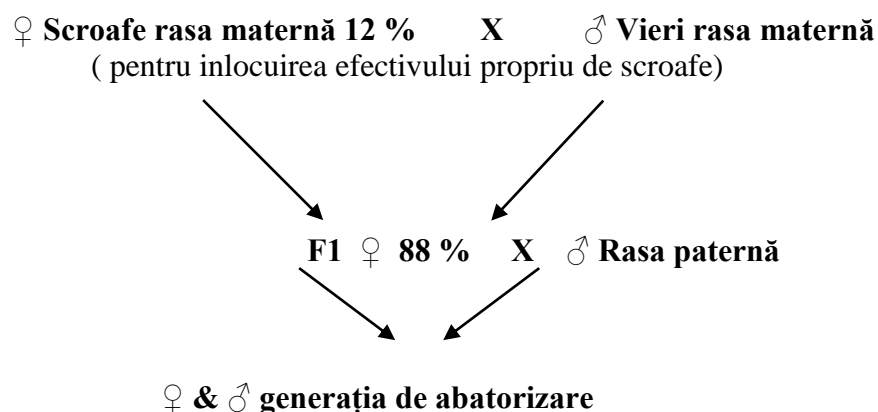 ♀ Scroafe rasa maternă 12 % X ♂ Vieri rasa maternă
( pentru inlocuirea efectivului propriu de scroafe)
F1 ♀ 88 % X ♂ Rasa paternă
♀ & ♂ generația de abatorizare